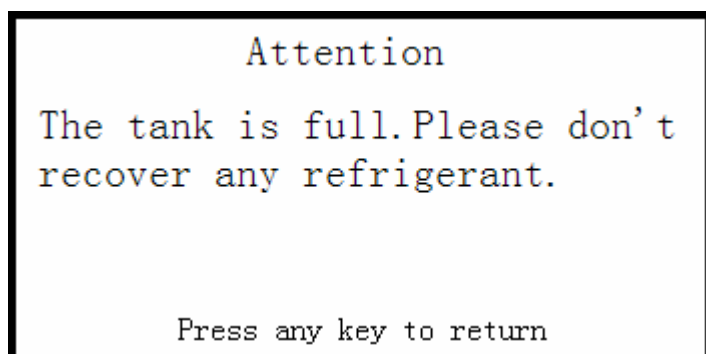 Attention
The tank is full.Please don't
recover any refrigerant.
Press any key to return